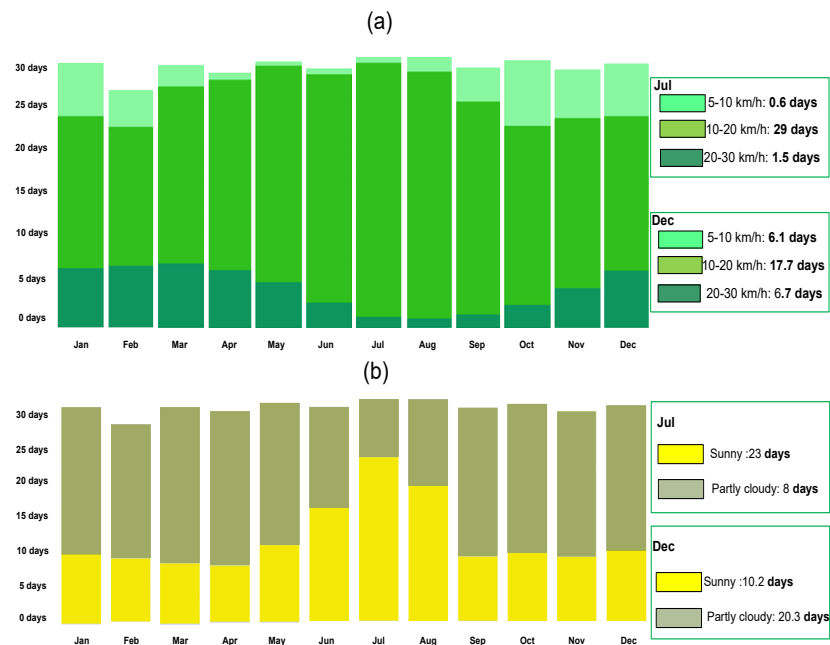 (a)
30 days
25 days
20 days
15 days
10 days
5 days
0 days
Jan Feb Mar Apr May Jun Jul Aug Sep Oct Nov Dec
Jul
5-10 km/h: 0.6 days
10-20 km/h: 29 days
20-30 km/h: 1.5 days
Dec
5-10 km/h: 6.1 days
10-20 km/h: 17.7 days
20-30 km/h: 6.7 days
(b)
30 days
25 days
20 days
15 days
10 days
5 days
0 days
Jan Feb Mar Apr May Jun Jul Aug Sep Oct Nov Dec
Jul
Sunny :23 days
Partly cloudy: 8 days
Dec
Sunny :10.2 days
Partly cloudy: 20.3 days